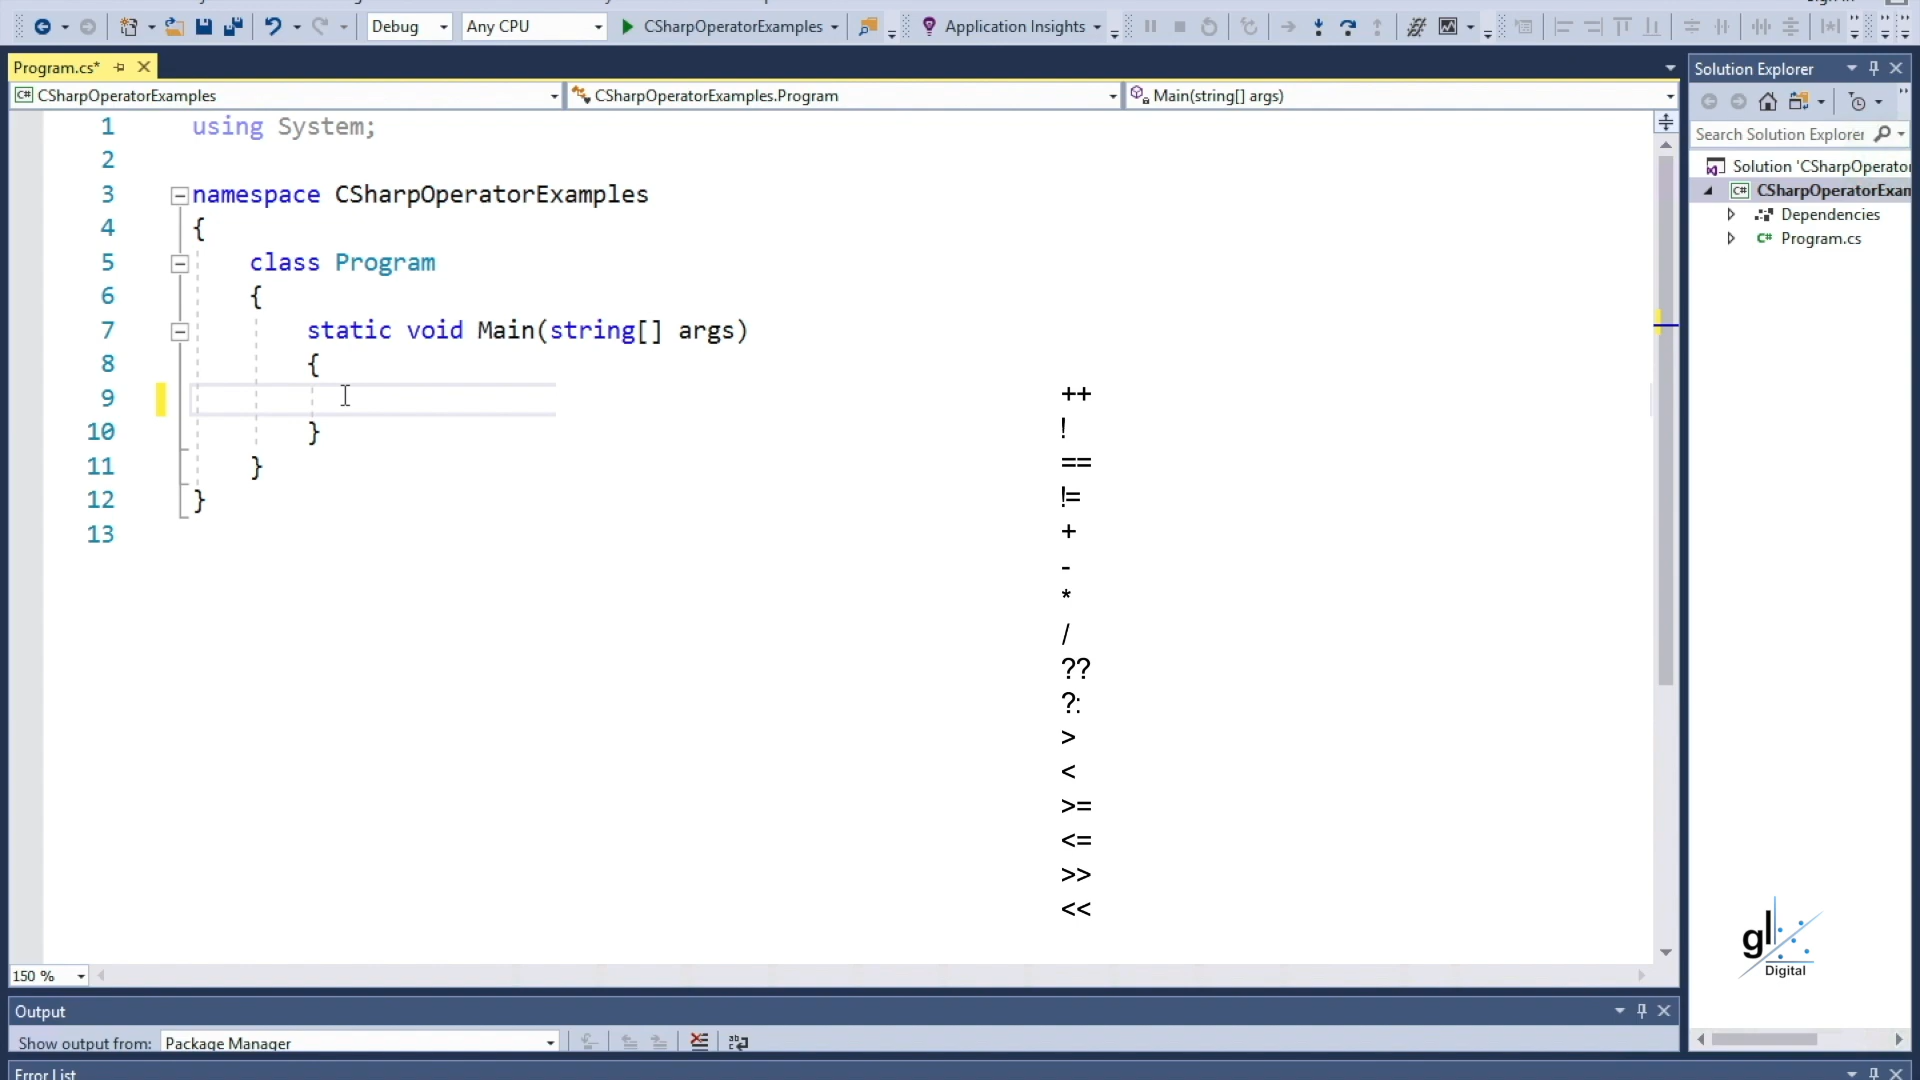 Debug Any CPU CSharpOperatorExamples Application Insights
Program.cs*
CSharpOperatorExamples CSharpOperatorExamples.Program Main(string[] args)
1 using System;
2
3 namespace CSharpOperatorExamples
4 {
5 class Program
6 {
7 static void Main(string[] args)
8 {
9
10 }
11 }
12 }
13
++
!
==
!=
+
-
*
/
??
?:
>
<
>=
<=
>>
<<
150 %
Output
Show output from: Package Manager
Error List
Solution Explorer
Search Solution Explorer
Solution 'CSharpOperator
C# CSharpOperatorExam
Dependencies
C# Program.cs
gl
Digital